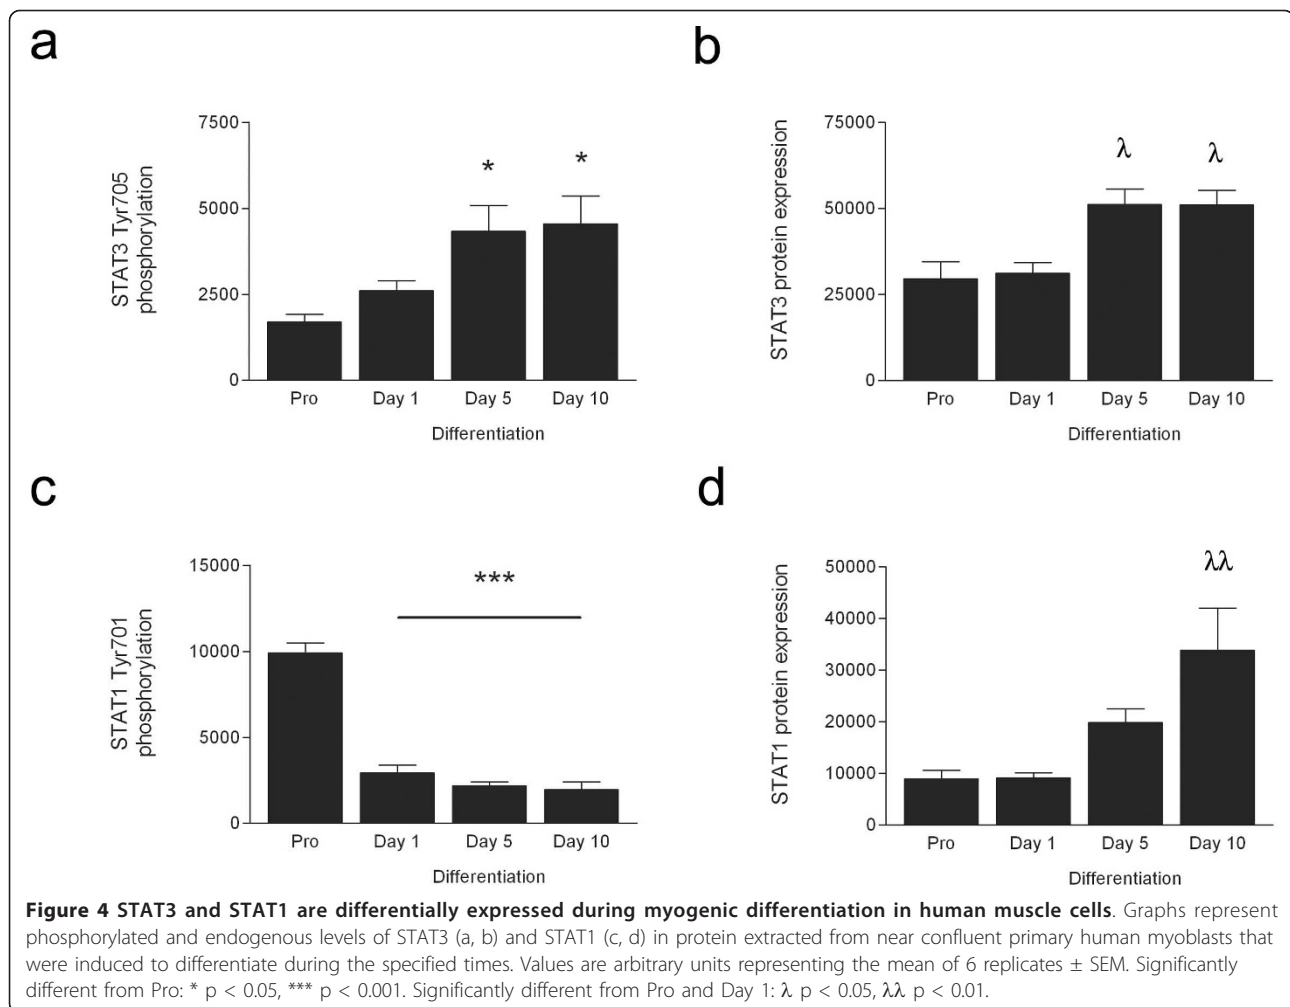 a
STAT3 Tyr705
phosphorylation
7500
5000
2500
0
*
*
Pro Day 1 Day 5 Day 10
Differentiation
b
STAT3 protein expression
75000
50000
25000
0
λ
λ
Pro Day 1 Day 5 Day 10
Differentiation
c
STAT1 Tyr701
phosphorylation
15000
10000
5000
0
***
Pro Day 1 Day 5 Day 10
Differentiation
d
STAT1 protein expression
50000
40000
30000
20000
10000
0
λλ
Pro Day 1 Day 5 Day 10
Differentiation
Figure 4 STAT3 and STAT1 are differentially expressed during myogenic differentiation in human muscle cells. Graphs represent
phosphorylated and endogenous levels of STAT3 (a, b) and STAT1 (c, d) in protein extracted from near confluent primary human myoblasts that
were induced to differentiate during the specified times. Values are arbitrary units representing the mean of 6 replicates ± SEM. Significantly
different from Pro: * p < 0.05, *** p < 0.001. Significantly different from Pro and Day 1: λ p < 0.05, λλ p < 0.01.